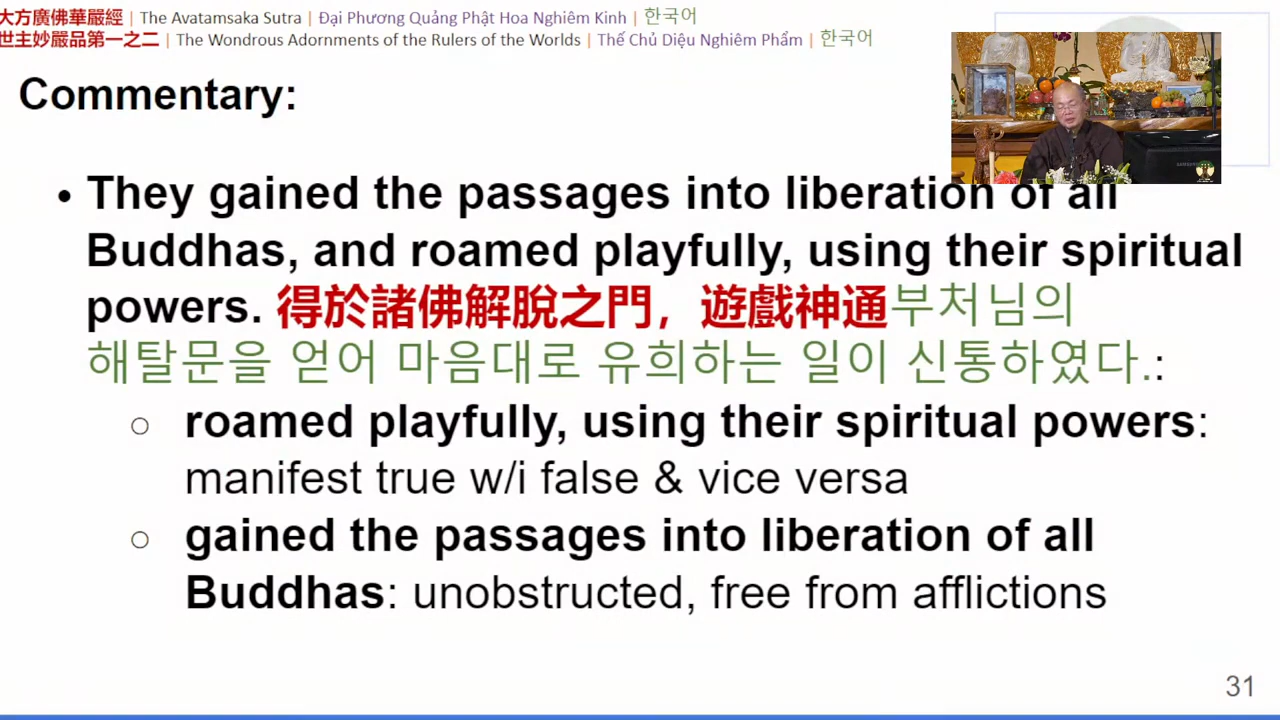 大方廣佛華嚴經 | The Avatamsaka Sutra | Đại Phương Quảng Phật Hoa Nghiêm Kinh | 한국어
世主妙嚴品第一之二 | The Wondrous Adornments of the Rulers of the Worlds | Thế Chủ Diệu Nghiêm Phẩm | 한국어
Commentary:
• They gained the passages into liberation of all
Buddhas, and roamed playfully, using their spiritual
powers. 得於諸佛解脫之門，遊戲神通부처님의
해탈문을 얻어 마음대로 유희하는 일이 신통하였다.:
○ roamed playfully, using their spiritual powers:
manifest true w/i false & vice versa
○ gained the passages into liberation of all
Buddhas: unobstructed, free from afflictions
31